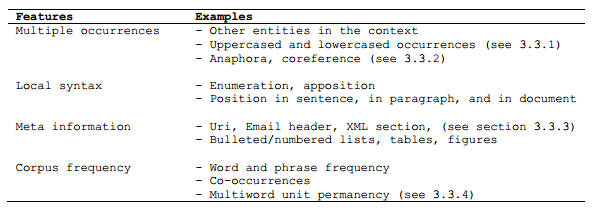 Features Examples
Multiple occurrences - Other entities in the context
- Uppercased and lowercased occurrences (see 3.3.1)
- Anaphora, coreference (see 3.3.2)
Local syntax - Enumeration, apposition
- Position in sentence, in paragraph, and in document
Meta information - Uri, Email header, XML section, (see section 3.3.3)
- Bulleted/numbered lists, tables, figures
Corpus frequency - Word and phrase frequency
- Co-occurrences
- Multiword unit permanency (see 3.3.4)